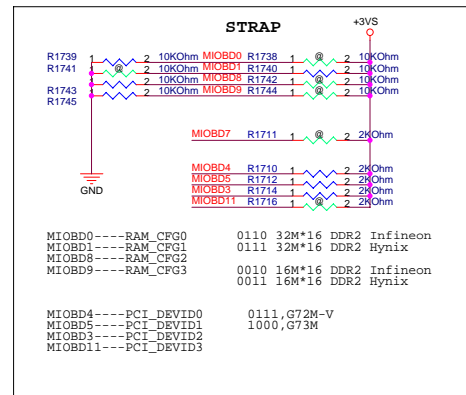 STRAP
+3VS
R1739 1 2 10KOhm MIOBD0 R1738 1 @ 2 10KOhm
R1741 1 @ 2 10KOhm MIOBD1 R1740 1 2 10KOhm
R1743 1 2 10KOhm MIOBD8 R1742 1 @ 2 10KOhm
R1745 1 2 10KOhm MIOBD9 R1744 1 @ 2 10KOhm
MIOBD7 R1711 1 @ 2 2KOhm
MIOBD4 R1710 1 2 2KOhm
MIOBD5 R1712 1 2 2KOhm
MIOBD3 R1714 1 2 2KOhm
MIOBD11 R1716 1 @ 2 2KOhm
GND
MIOBD0----RAM_CFG0 0110 32M*16 DDR2 Infineon
MIOBD1----RAM_CFG1 0111 32M*16 DDR2 Hynix
MIOBD8----RAM_CFG2
MIOBD9----RAM_CFG3 0010 16M*16 DDR2 Infineon
0011 16M*16 DDR2 Hynix
MIOBD4----PCI_DEVID0 0111,G72M-V
MIOBD5----PCI_DEVID1 1000,G73M
MIOBD3----PCI_DEVID2
MIOBD11---PCI_DEVID3